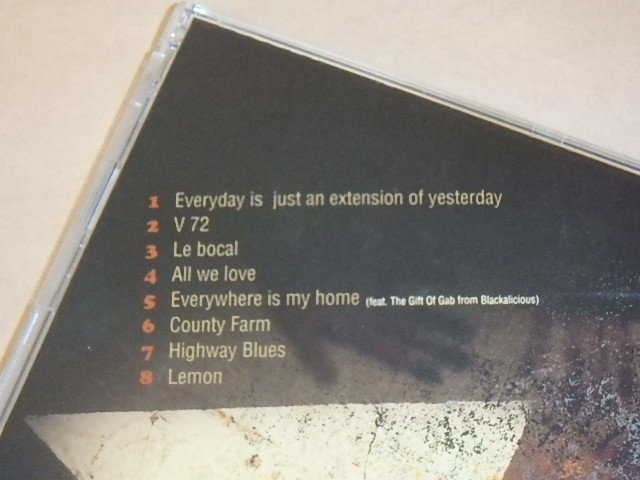 1 Everyday is just an extension of yesterday
2 V 72
3 Le bocal
4 All we love
5 Everywhere is my home (feat. The Gift Of Gab from Blackalicious)
6 County Farm
7 Highway Blues
8 Lemon